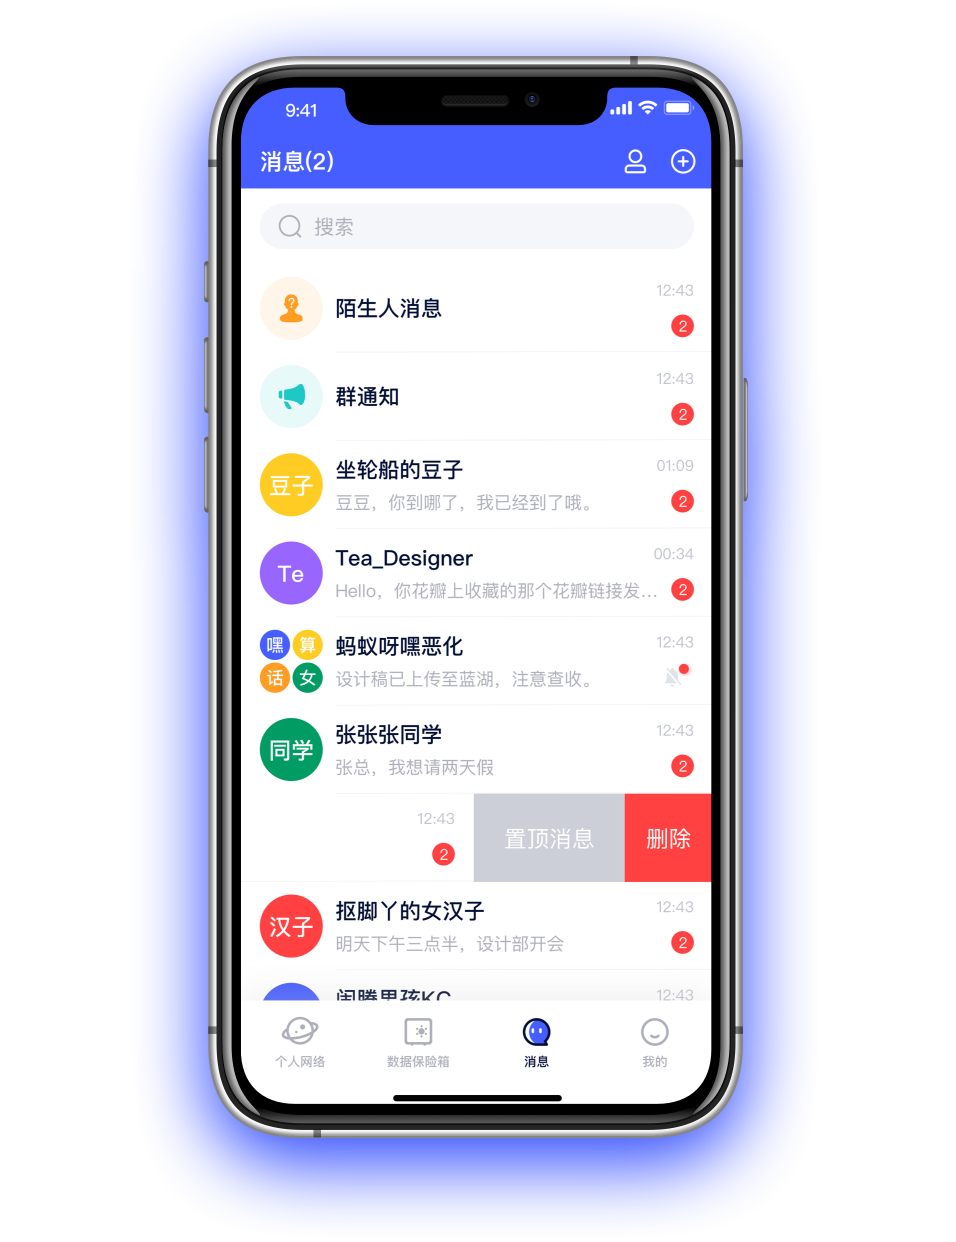 9:41
消息(2)
搜索
陌生人消息
12:43
2
群通知
12:43
2
豆子
坐轮船的豆子
01:09
豆豆，你到哪了，我已经到了哦。
2
Te
Tea_Designer
00:34
Hello，你花瓣上收藏的那个花瓣链接发...
2
嘿
算
话
女
蚂蚁呀嘿恶化
12:43
设计稿已上传至蓝湖，注意查收。
同学
张张张同学
12:43
张总，我想请两天假
2
12:43
2
置顶消息
删除
汉子
抠脚丫的女汉子
12:43
明天下午三点半，设计部开会
2
闲腾男孩KC
12:43
个人网络
数据保险箱
消息
我的